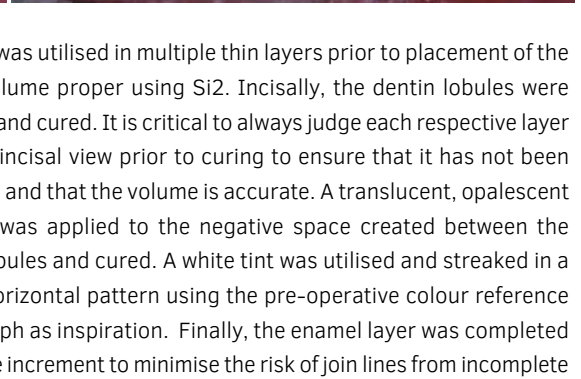 was utilised in multiple thin layers prior to placement of the
lume proper using Si2. Incisally, the dentin lobules were
and cured. It is critical to always judge each respective layer
incisal view prior to curing to ensure that it has not been
and that the volume is accurate. A translucent, opalescent
was applied to the negative space created between the
bules and cured. A white tint was utilised and streaked in a
orizontal pattern using the pre-operative colour reference
ph as inspiration. Finally, the enamel layer was completed
e increment to minimise the risk of join lines from incomplete